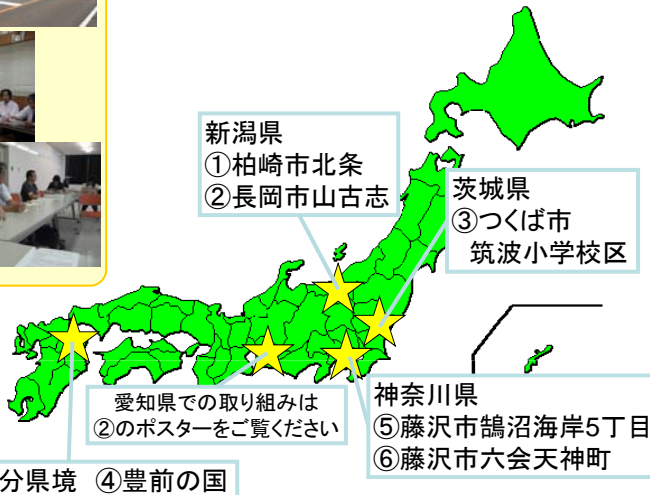 新潟県
①柏崎市北条
②長岡市山古志
茨城県
③つくば市
筑波小学校区
愛知県での取り組みは
②のポスターをご覧ください
神奈川県
⑤藤沢市鵠沼海岸5丁目
⑥藤沢市六会天神町
分県境 ④豊前の国